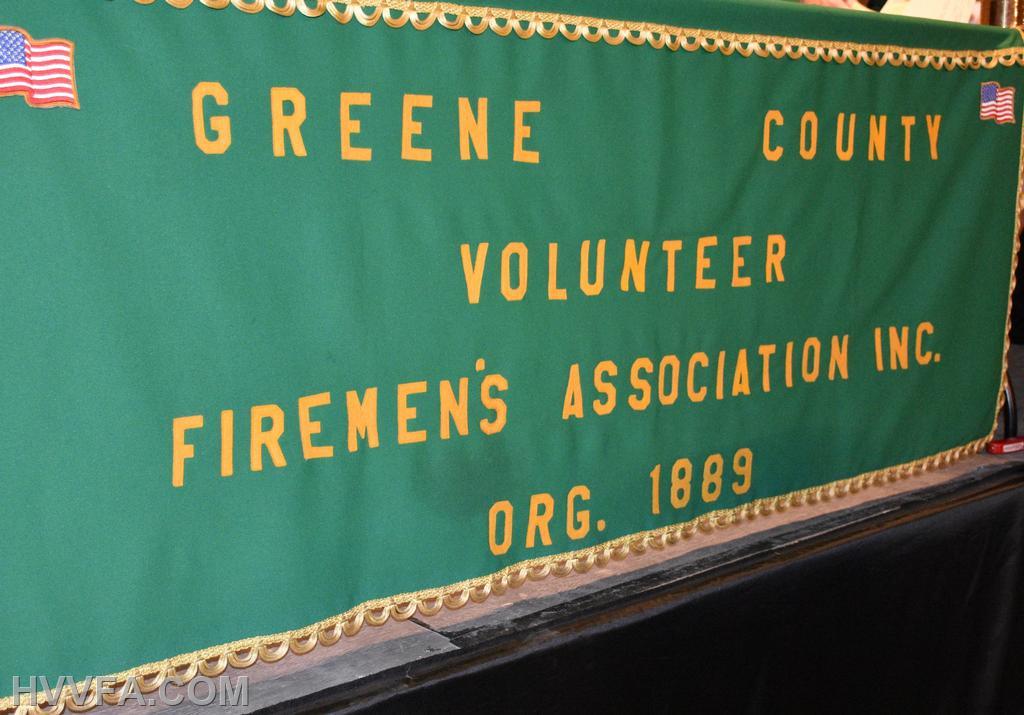 GREENE COUNTY
VOLUNTEER
FIREMEN'S ASSOCIATION INC.
ORG. 1889
HVVFA.COM